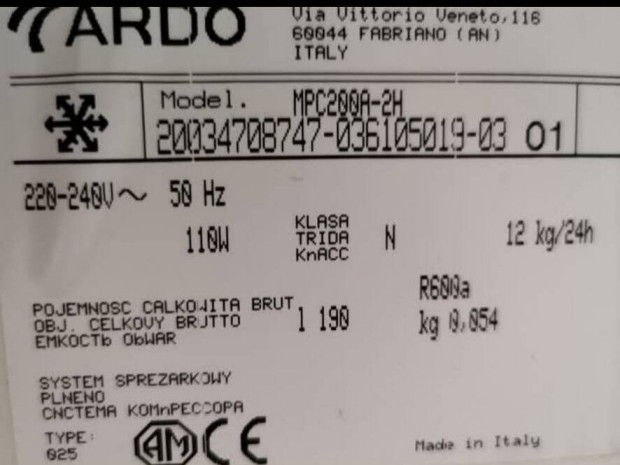 ARDO
Via Vittorio Veneto,116
60044 FABRIANO (AN)
ITALY
Model. MPC200A-2H
20034708747-036105019-03 01
220-240V~ 50 Hz
110W
KLASA
TRIDA
KnACC
N
12 kg/24h
POJEMNOSC CALKOWITA BRUT
OBJ. CELKOVY BRUTTO
EMKOCTb ObWAR
l 190
R600a
kg 0,054
SYSTEM SPREZARKOWY
PLNENO
CNCTEMA KOMnPECCOPA
TYPE:
025
AM CE
Made in Italy